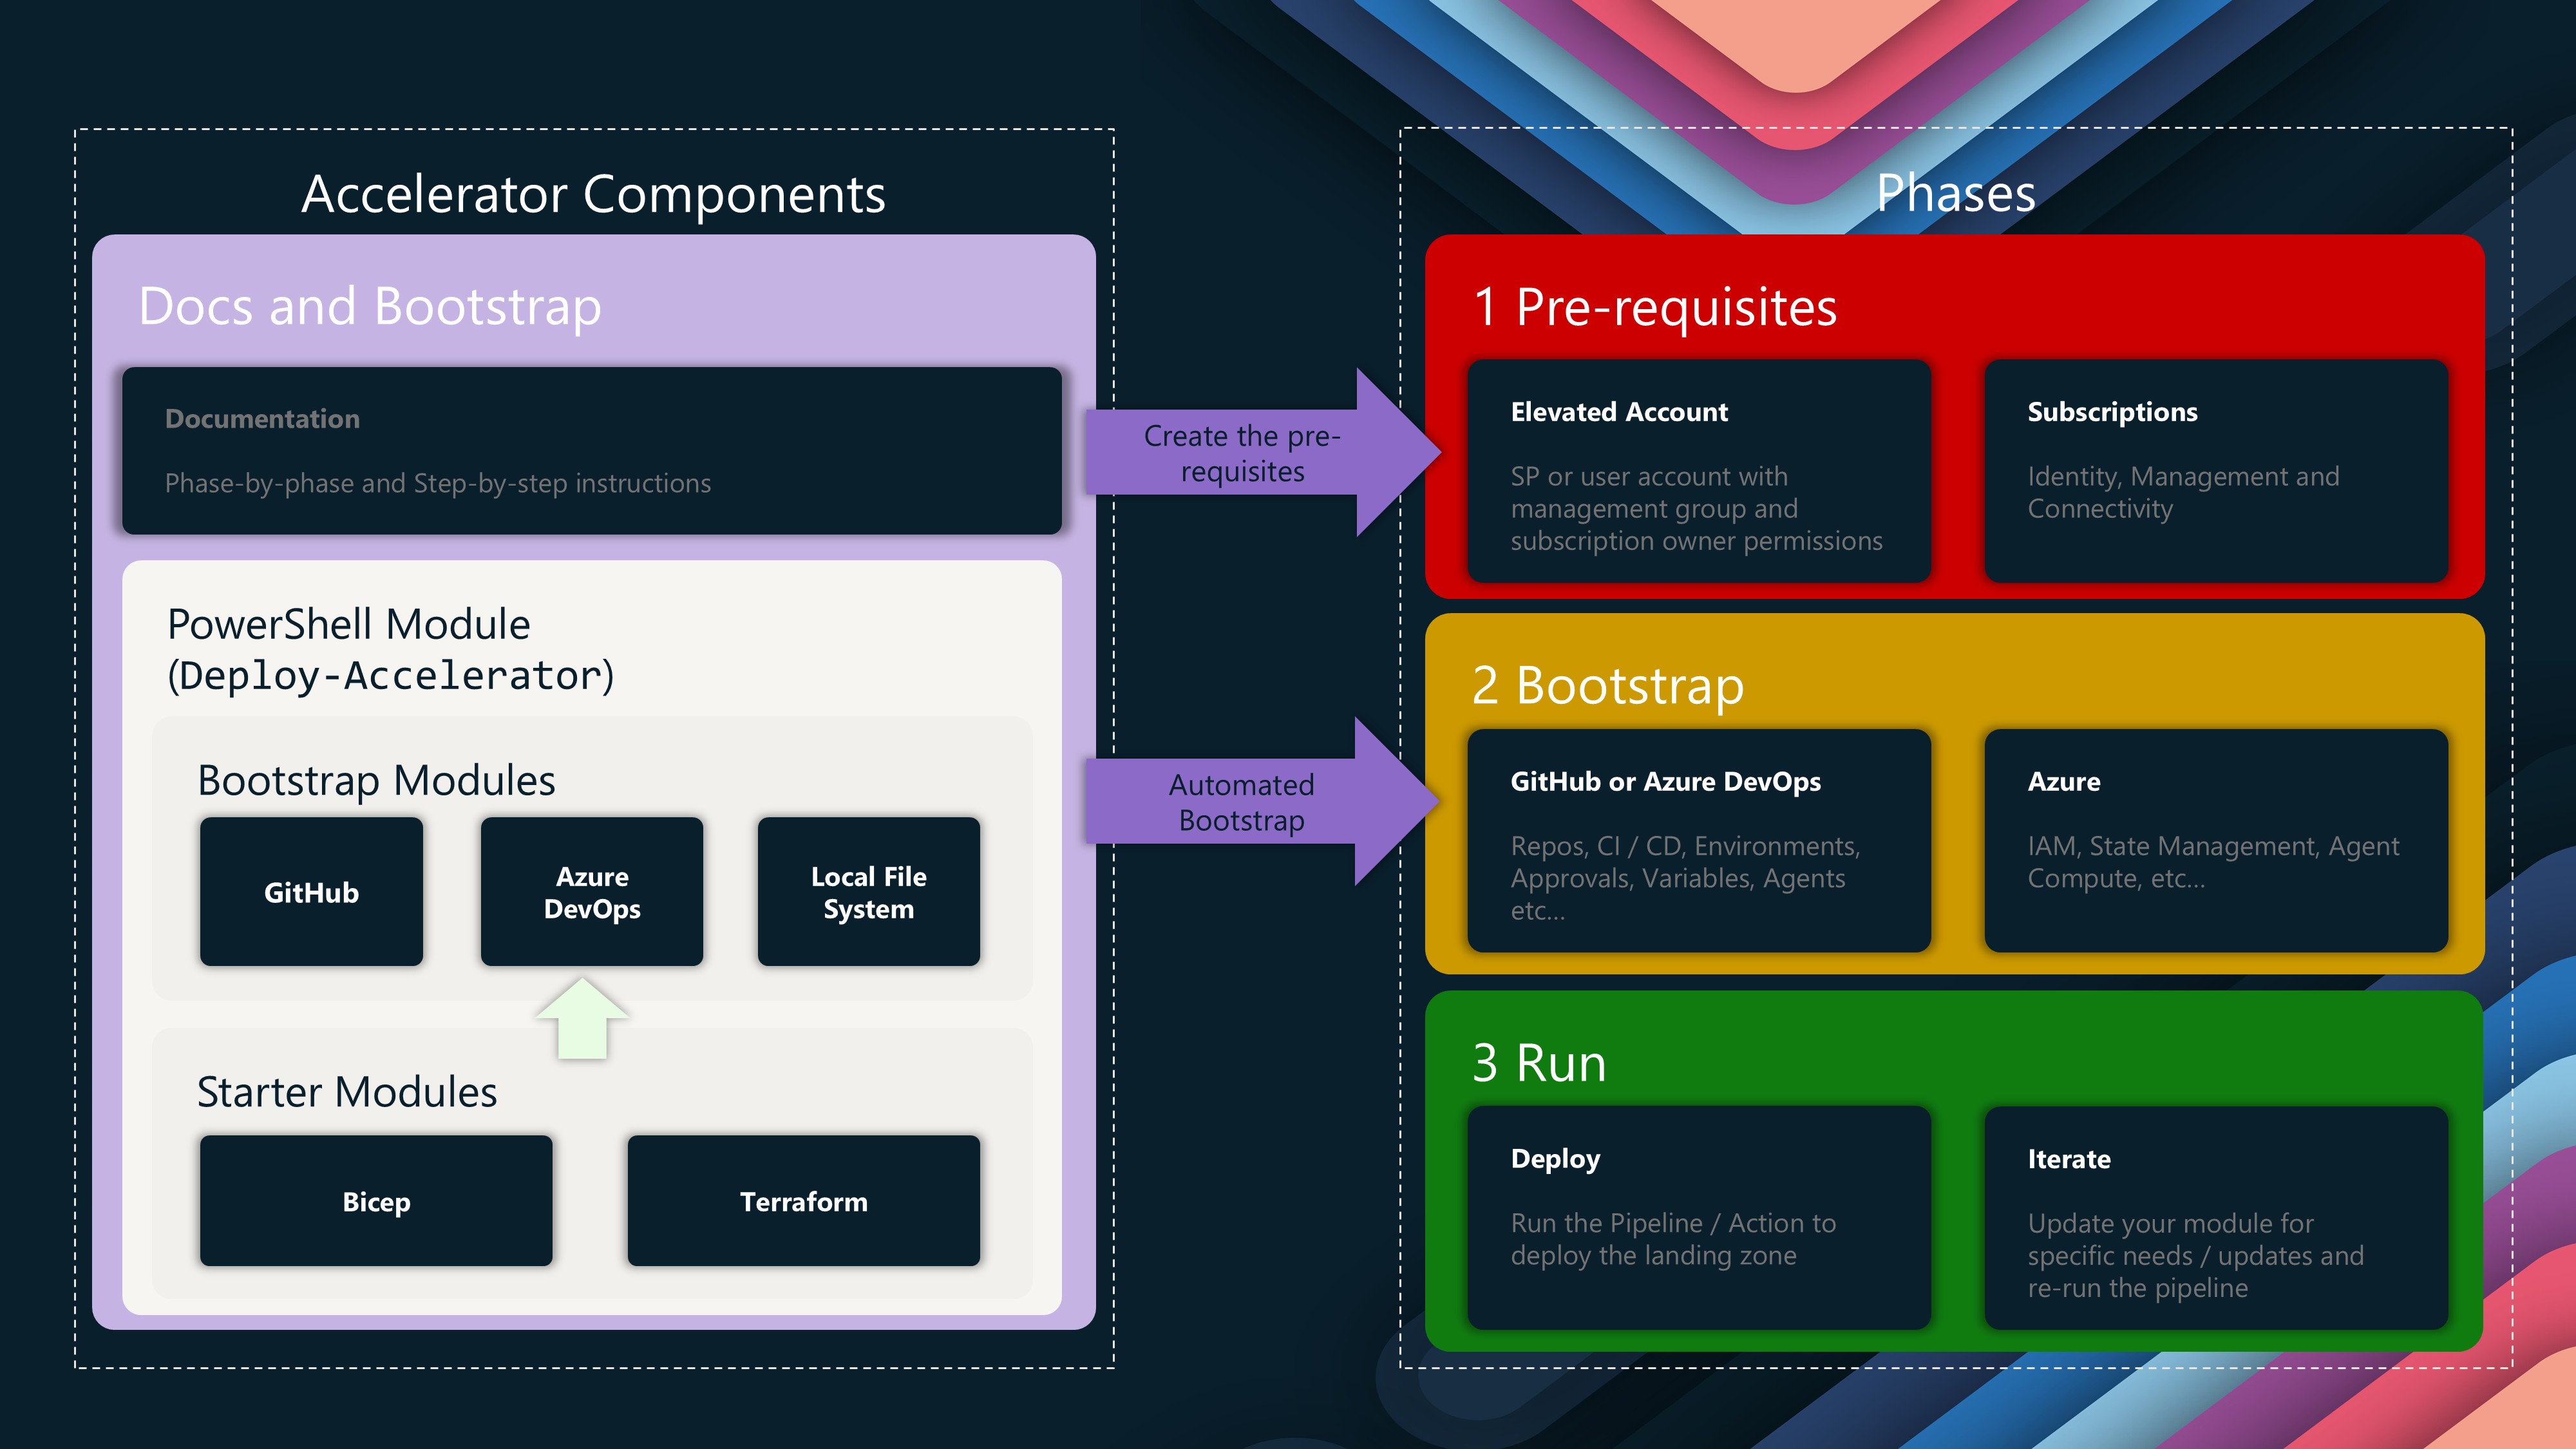 Accelerator Components
Docs and Bootstrap
Documentation
Phase-by-phase and Step-by-step instructions
PowerShell Module
(Deploy-Accelerator)
Bootstrap Modules
GitHub
Azure
DevOps
Local File
System
Starter Modules
Bicep
Terraform
Create the pre-
requisites
Automated
Bootstrap
Phases
1 Pre-requisites
Elevated Account
SP or user account with
management group and
subscription owner permissions
Subscriptions
Identity, Management and
Connectivity
2 Bootstrap
GitHub or Azure DevOps
Repos, CI / CD, Environments,
Approvals, Variables, Agents
etc...
Azure
IAM, State Management, Agent
Compute, etc...
3 Run
Deploy
Run the Pipeline / Action to
deploy the landing zone
Iterate
Update your module for
specific needs / updates and
re-run the pipeline